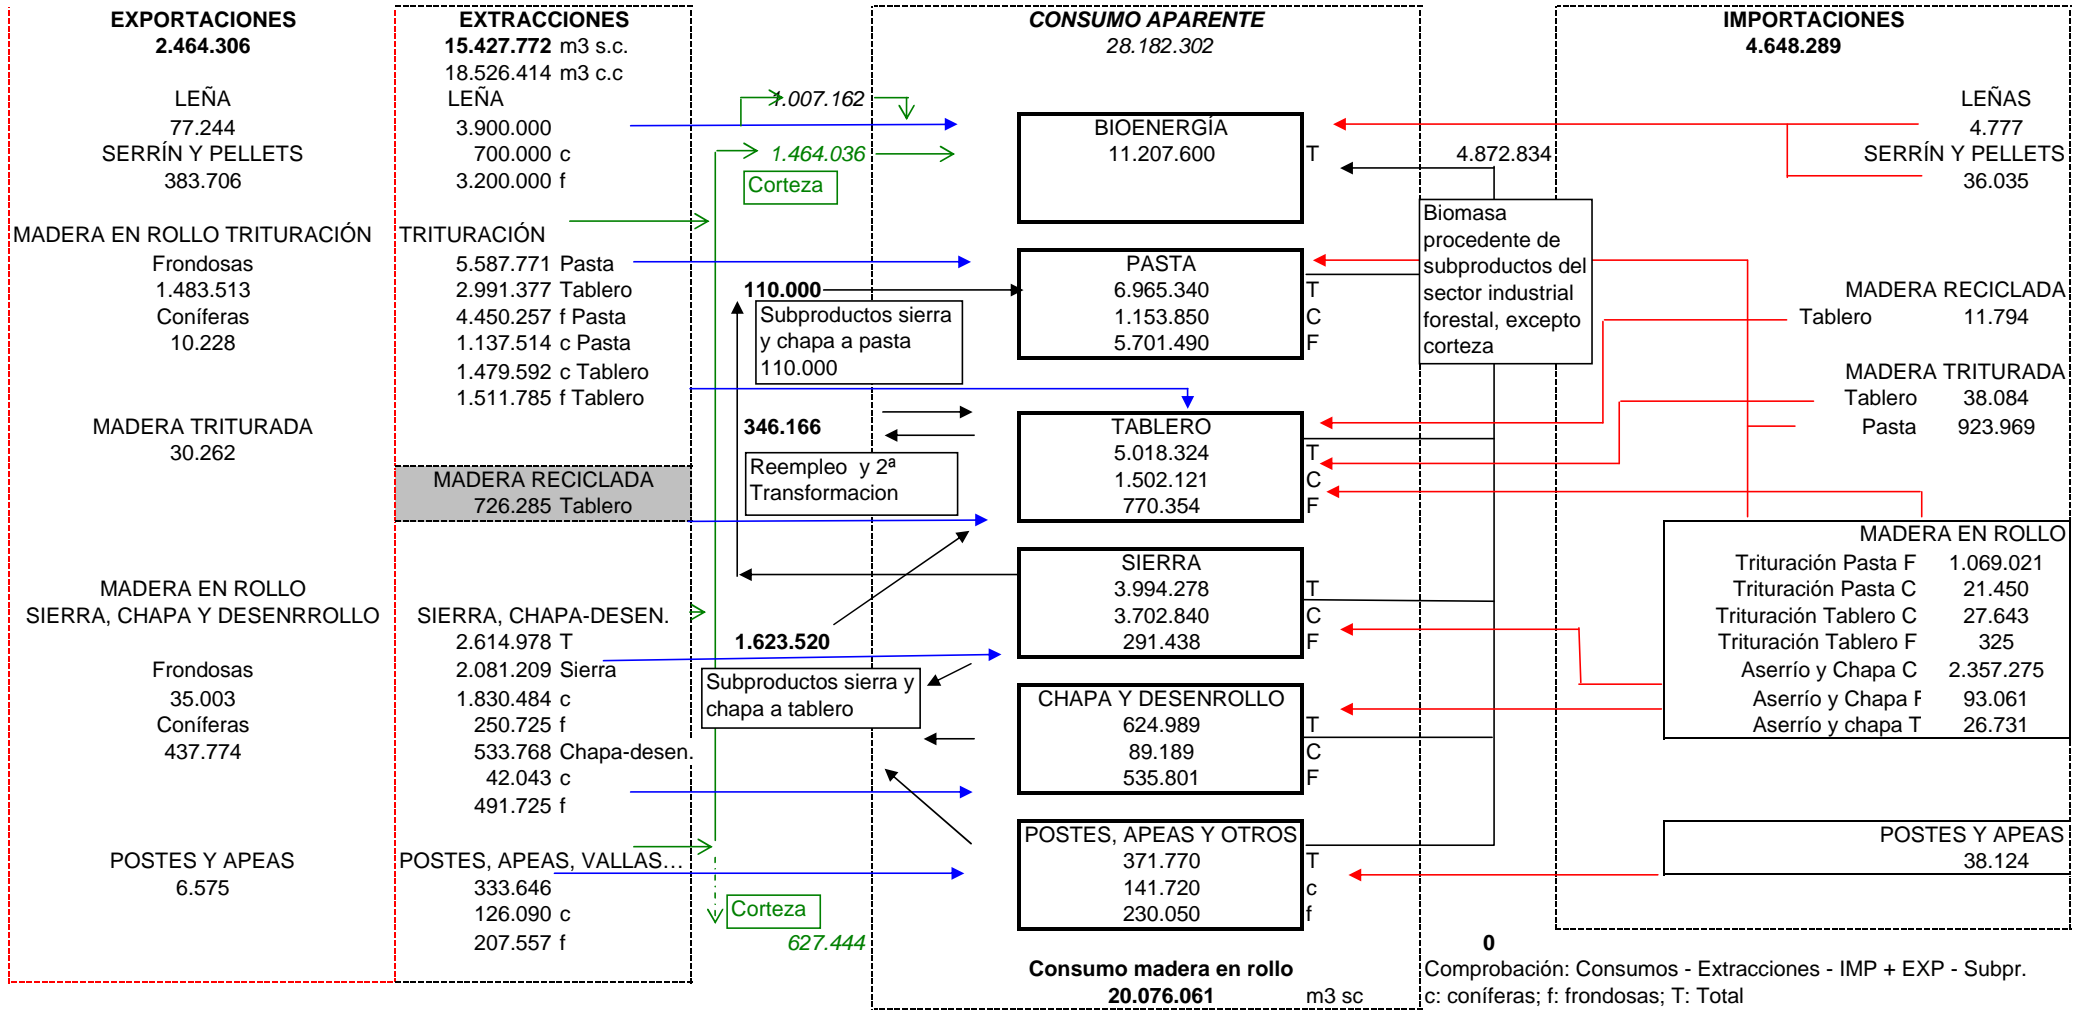 EXPORTACIONES
2.464.306
LEÑA
77.244
SERRÍN Y PELLETS
383.706
MADERA EN ROLLO TRITURACIÓN
Frondosas
1.483.513
Coníferas
10.228
MADERA TRITURADA
30.262
MADERA EN ROLLO
SIERRA, CHAPA Y DESENRROLLO
Frondosas
35.003
Coníferas
437.774
POSTES Y APEAS
6.575
EXTRACCIONES
15.427.772 m3 s.c.
18.526.414 m3 c.c
LEÑA
3.900.000
700.000 c
3.200.000 f
TRITURACIÓN
5.587.771 Pasta
2.991.377 Tablero
4.450.257 f Pasta
1.137.514 c Pasta
1.479.592 c Tablero
1.511.785 f Tablero
MADERA RECICLADA
726.285 Tablero
SIERRA, CHAPA-DESEN.
2.614.978 T
2.081.209 Sierra
1.830.484 c
250.725 f
533.768 Chapa-desen.
42.043 c
491.725 f
POSTES, APEAS, VALLAS…
333.646
126.090 c
207.557 f
1.007.162
1.464.036
Corteza
110.000
Subproductos sierra
y chapa a pasta
110.000
346.166
Reempleo y 2ª
Transformacion
1.623.520
Subproductos sierra y
chapa a tablero
Corteza
627.444
CONSUMO APARENTE
28.182.302
BIOENERGÍA
11.207.600 T
PASTA
6.965.340 T
1.153.850 C
5.701.490 F
TABLERO
5.018.324 T
1.502.121 C
770.354 F
SIERRA
3.994.278 T
3.702.840 C
291.438 F
CHAPA Y DESENROLLO
624.989 T
89.189 C
535.801 F
POSTES, APEAS Y OTROS
371.770 T
141.720 c
230.050 f
Consumo madera en rollo
20.076.061 m3 sc
4.872.834
Biomasa
procedente de
subproductos del
sector industrial
forestal, excepto
corteza
IMPORTACIONES
4.648.289
LEÑAS
4.777
SERRÍN Y PELLETS
36.035
MADERA RECICLADA
Tablero 11.794
MADERA TRITURADA
Tablero 38.084
Pasta 923.969
MADERA EN ROLLO
Trituración Pasta F 1.069.021
Trituración Pasta C 21.450
Trituración Tablero C 27.643
Trituración Tablero F 325
Aserrío y Chapa C 2.357.275
Aserrío y Chapa F 93.061
Aserrío y chapa T 26.731
POSTES Y APEAS
38.124
0
Comprobación: Consumos - Extracciones - IMP + EXP - Subpr.
c: coníferas; f: frondosas; T: Total